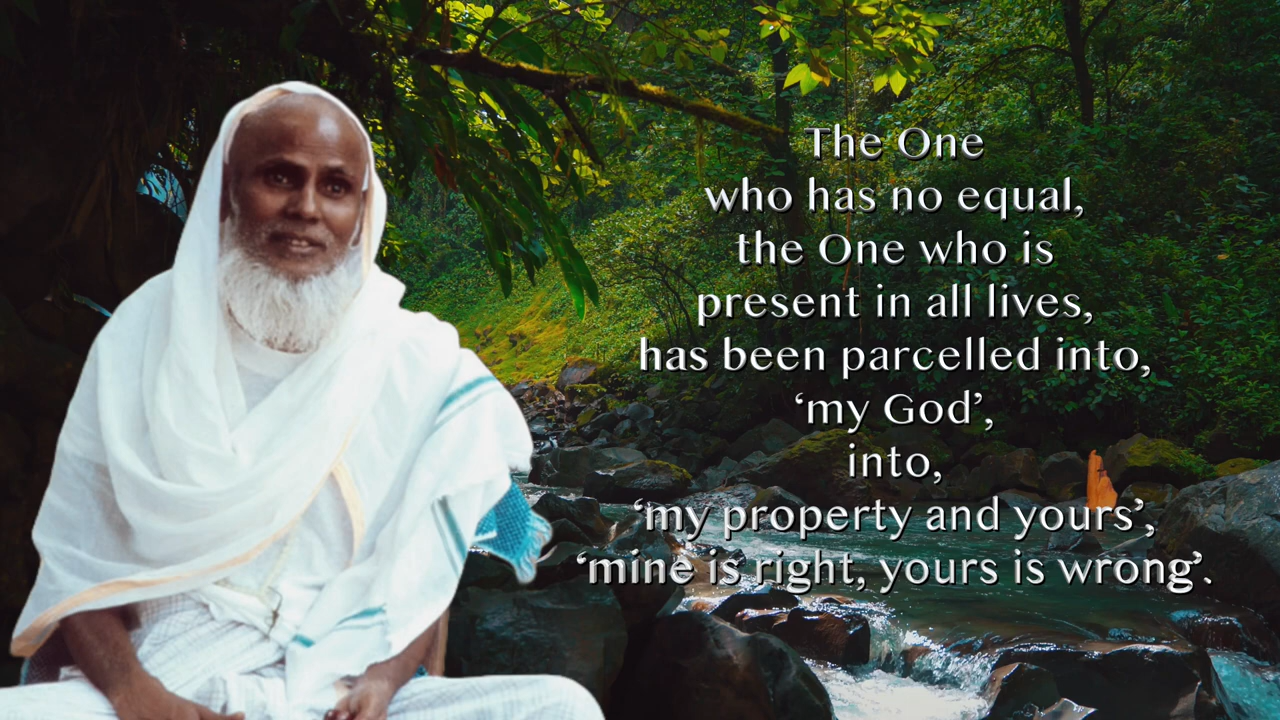 The One
who has no equal,
the One who is
present in all lives,
has been parcelled into,
‘my God’,
into,
‘my property and yours’,
‘mine is right, yours is wrong’.